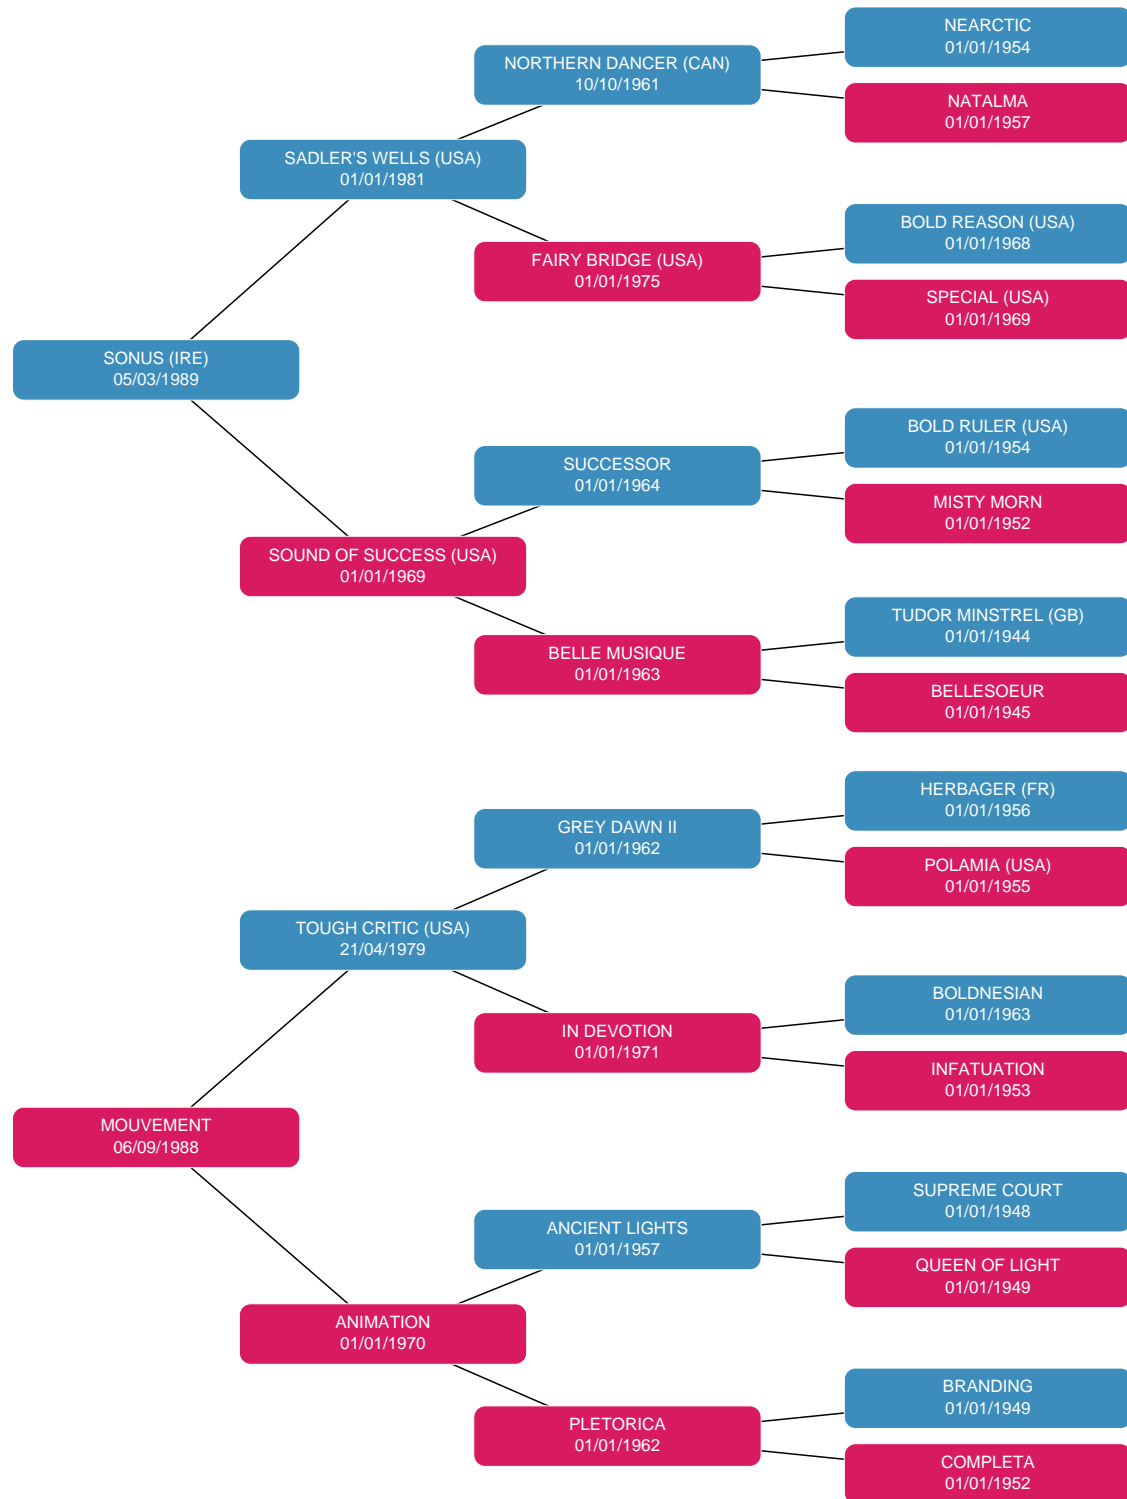 NEARCTIC
01/01/1954
NORTHERN DANCER (CAN)
10/10/1961
NATALMA
01/01/1957
SADLER'S WELLS (USA)
01/01/1981
BOLD REASON (USA)
01/01/1968
FAIRY BRIDGE (USA)
01/01/1975
SPECIAL (USA)
01/01/1969
SONUS (IRE)
05/03/1989
BOLD RULER (USA)
01/01/1954
SUCCESSOR
01/01/1964
MISTY MORN
01/01/1952
SOUND OF SUCCESS (USA)
01/01/1969
TUDOR MINSTREL (GB)
01/01/1944
BELLE MUSIQUE
01/01/1963
BELLESOEUR
01/01/1945
HERBAGER (FR)
01/01/1956
GREY DAWN II
01/01/1962
POLAMIA (USA)
01/01/1955
TOUGH CRITIC (USA)
21/04/1979
BOLDNESIAN
01/01/1963
IN DEVOTION
01/01/1971
INFATUATION
01/01/1953
MOUVEMENT
06/09/1988
SUPREME COURT
01/01/1948
ANCIENT LIGHTS
01/01/1957
QUEEN OF LIGHT
01/01/1949
ANIMATION
01/01/1970
BRANDING
01/01/1949
PLETORICA
01/01/1962
COMPLETA
01/01/1952